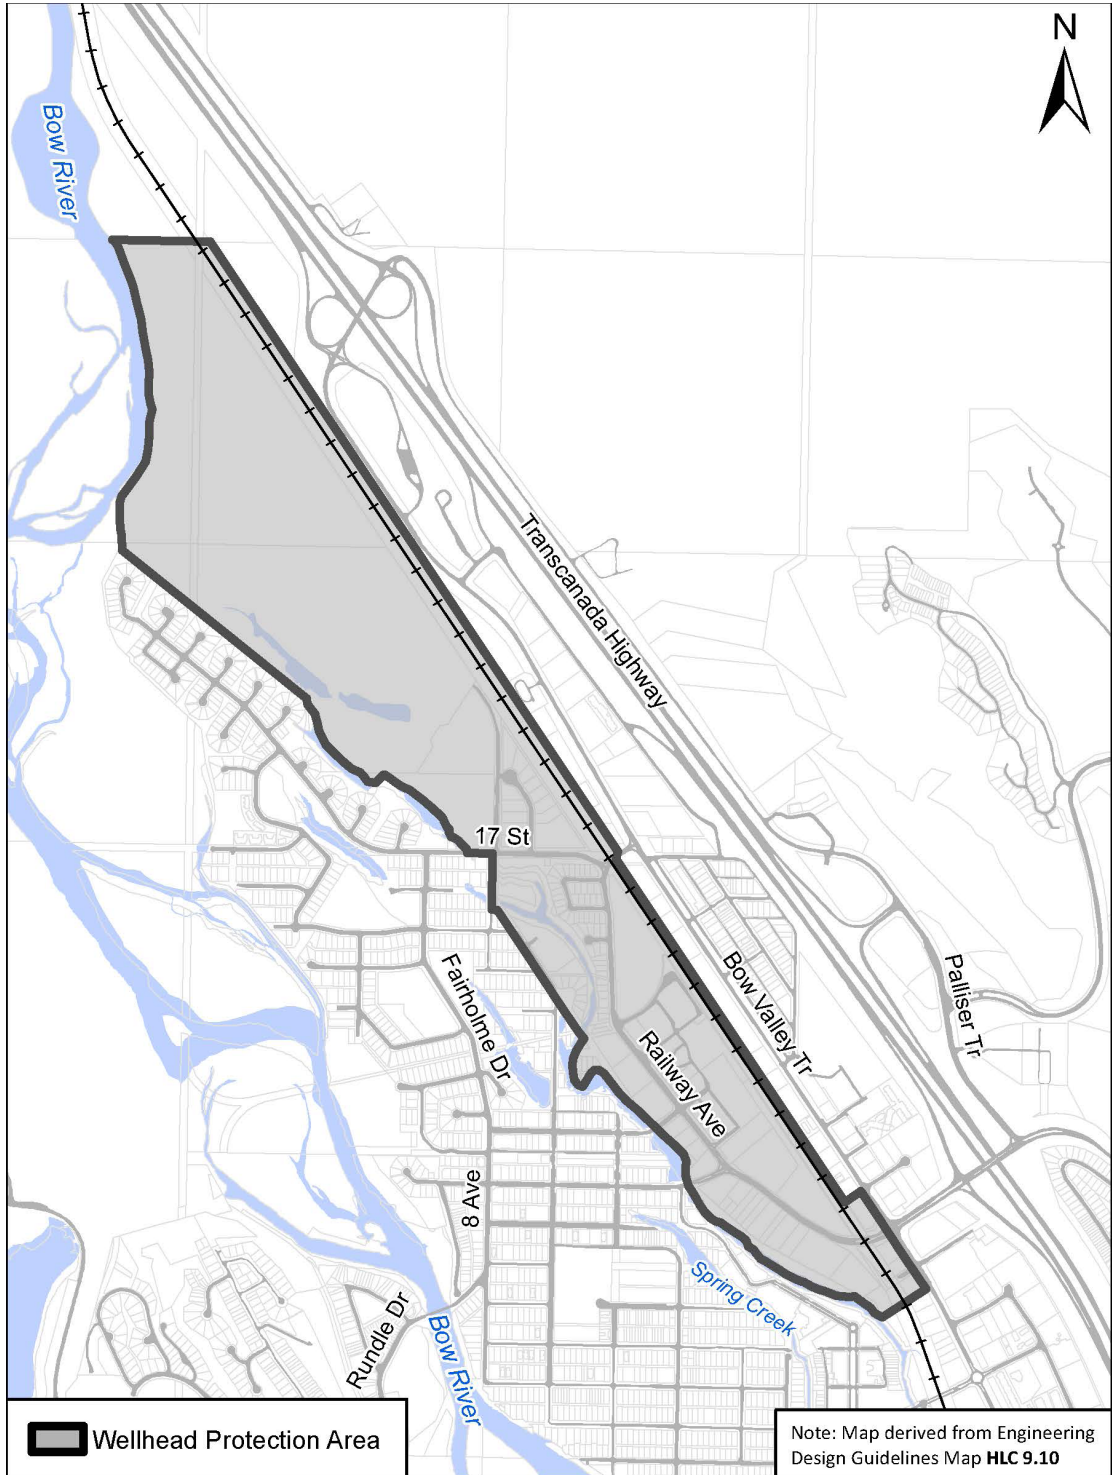 N
Bow River
Transcanada Highway
17 St
Fairholme Dr
Bow Valley Tr
Palliser Tr
Railway Ave
8 Ave
Spring Creek
Rundle Dr
Bow River
Wellhead Protection Area
Note: Map derived from Engineering
Design Guidelines Map HLC 9.10